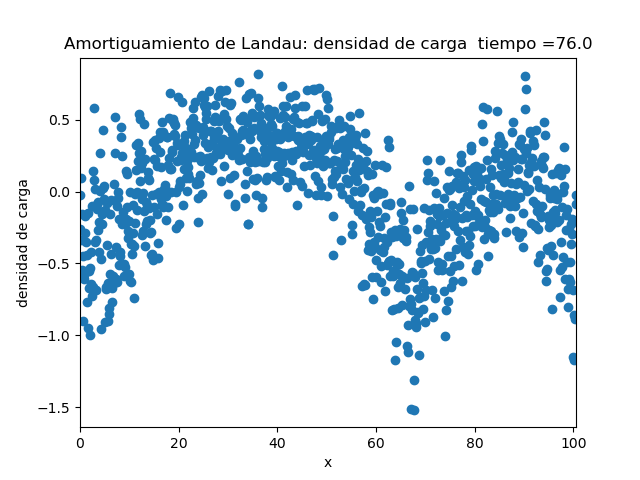 Amortiguamiento de Landau: densidad de carga  tiempo =76.0
densidad de carga
0.5
0.0
−0.5
−1.0
−1.5
0 20 40 60 80 100
x